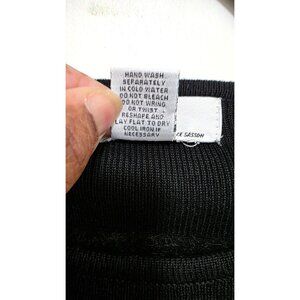 HAND WASH
SEPARATELY
IN COLD WATER
DO NOT BLEACH
DO NOT WRING
OR TWIST
RESHAPE AND
LAY FLAT TO DRY
COOL IRON IF
NECESSARY
SASSON